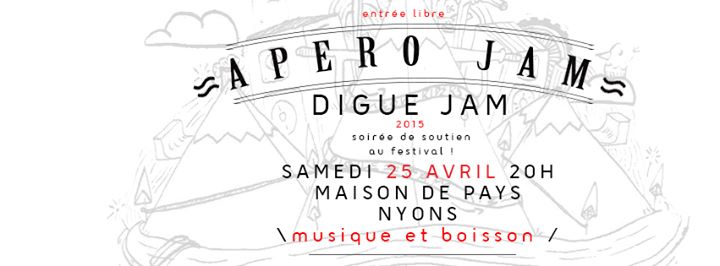 entrée libre
APERO JAM
DIGUE JAM
2015
soirée de soutien
au festival !
SAMEDI 25 AVRIL 20H
MAISON DE PAYS
NYONS
\musique et boisson /